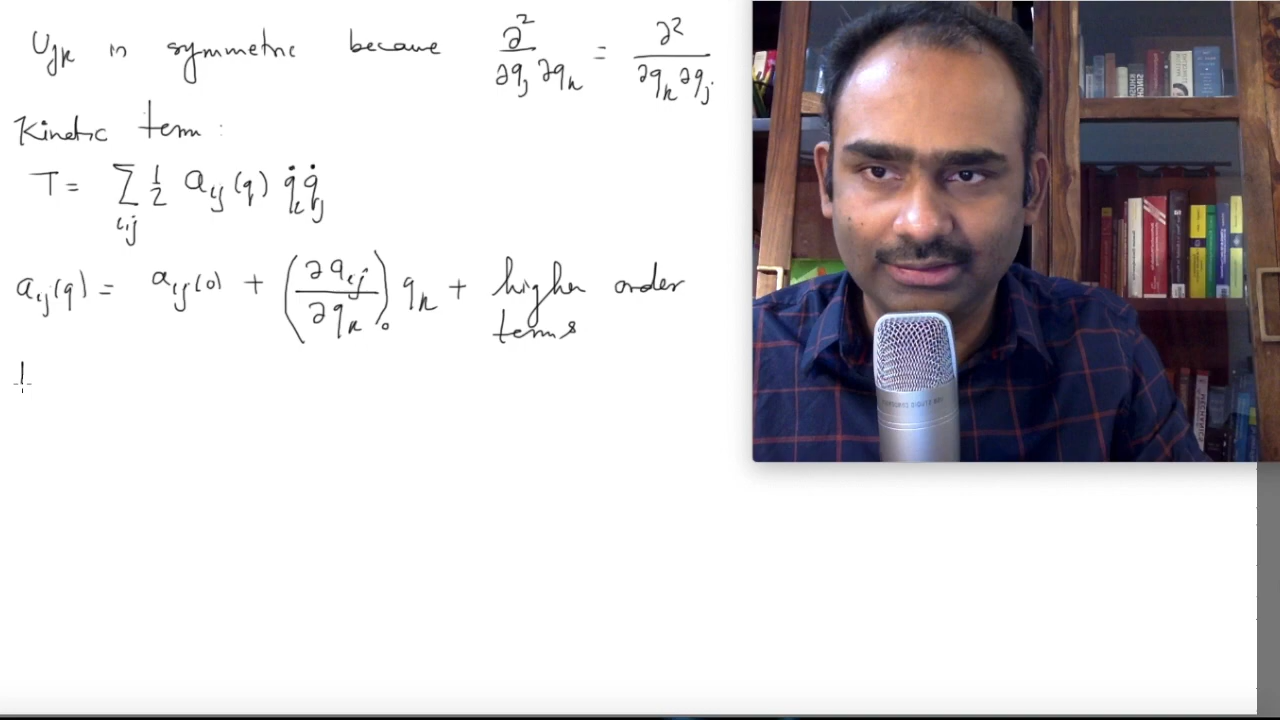 U_jk is symmetric because ∂²/∂q_j ∂q_k = ∂²/∂q_k ∂q_j
Kinetic term :
T = Σ_i,j 1/2 a_ij (q) q̇_i q̇_j
a_ij (q) = a_ij (0) + (∂a_ij/∂q_k)_0 q_k + higher order
terms